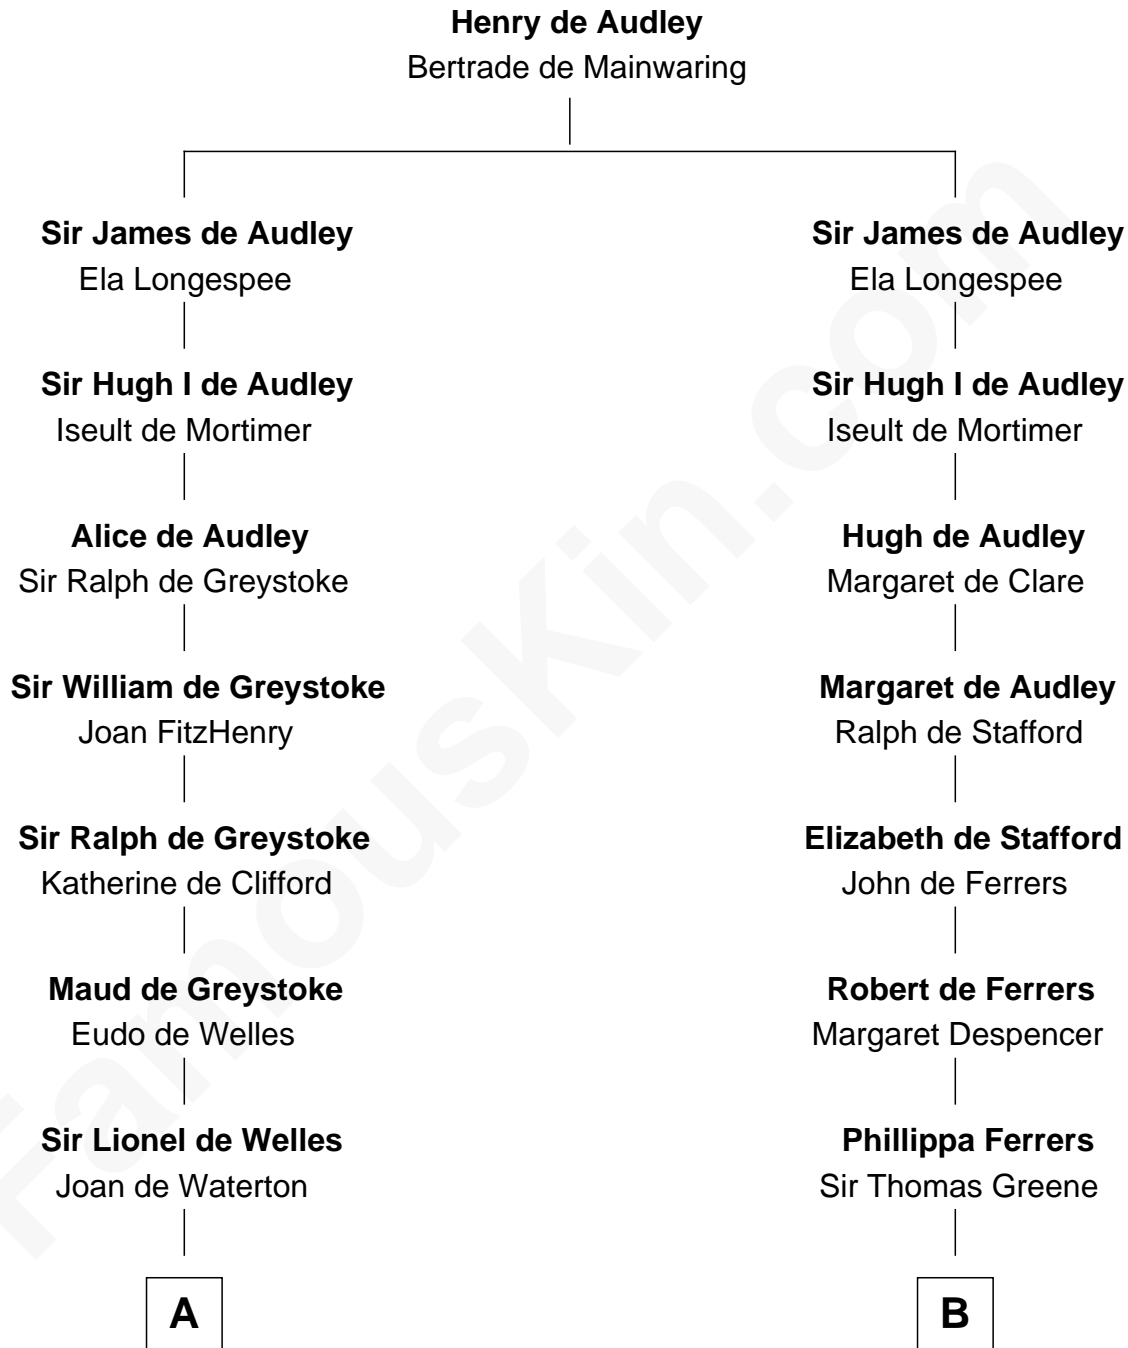 Henry de Audley
Bertrade de Mainwaring
Sir James de Audley
Ela Longespee
Sir Hugh I de Audley
Iseult de Mortimer
Alice de Audley
Sir Ralph de Greystoke
Sir William de Greystoke
Joan FitzHenry
Sir Ralph de Greystoke
Katherine de Clifford
Maud de Greystoke
Eudo de Welles
Sir Lionel de Welles
Joan de Waterton
A
Sir James de Audley
Ela Longespee
Sir Hugh I de Audley
Iseult de Mortimer
Hugh de Audley
Margaret de Clare
Margaret de Audley
Ralph de Stafford
Elizabeth de Stafford
John de Ferrers
Robert de Ferrers
Margaret Despencer
Phillippa Ferrers
Sir Thomas Greene
B
FamousKin.com